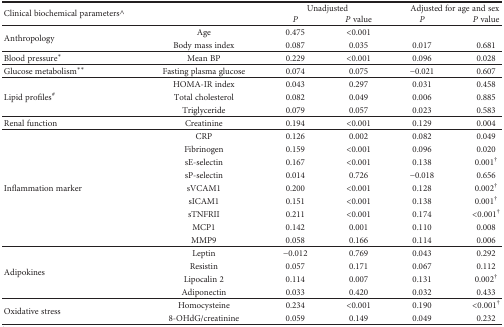 Clinical biochemical parameters^ Unadjusted Adjusted for age and sex
P P value P P value
Anthropology Age 0.475 <0.001
Body mass index 0.087 0.035 0.017 0.681
Blood pressure* Mean BP 0.229 <0.001 0.096 0.028
Glucose metabolism** Fasting plasma glucose 0.074 0.075 −0.021 0.607
Lipid profiles# HOMA-IR index 0.043 0.297 0.031 0.458
Total cholesterol 0.082 0.049 0.006 0.885
Triglyceride 0.079 0.057 0.023 0.583
Renal function Creatinine 0.194 <0.001 0.129 0.004
Inflammation marker CRP 0.126 0.002 0.082 0.049
Fibrinogen 0.159 <0.001 0.096 0.020
sE-selectin 0.167 <0.001 0.138 0.001†
sP-selectin 0.014 0.726 −0.018 0.656
sVCAM1 0.200 <0.001 0.128 0.002†
sICAM1 0.151 <0.001 0.138 0.001†
sTNFRII 0.211 <0.001 0.174 <0.001†
MCP1 0.142 0.001 0.110 0.008
MMP9 0.058 0.166 0.114 0.006
Adipokines Leptin −0.012 0.769 0.043 0.292
Resistin 0.057 0.171 0.067 0.112
Lipocalin 2 0.114 0.007 0.131 0.002†
Adiponectin 0.033 0.420 0.032 0.433
Oxidative stress Homocysteine 0.234 <0.001 0.190 <0.001†
8-OHdG/creatinine 0.059 0.149 0.049 0.232